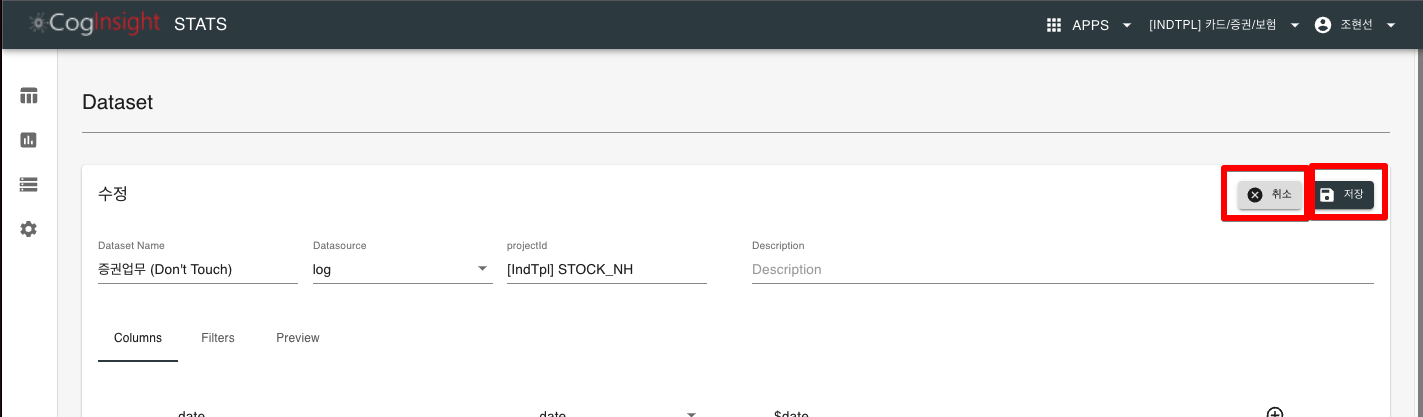 CogInsight STATS APPS [INDTPL] 카드/증권/보험 조현선
Dataset
수정 취소 저장
Dataset Name Datasource projectId Description
증권업무 (Don't Touch) log [IndTpl] STOCK_NH Description
Columns Filters Preview
date date $date